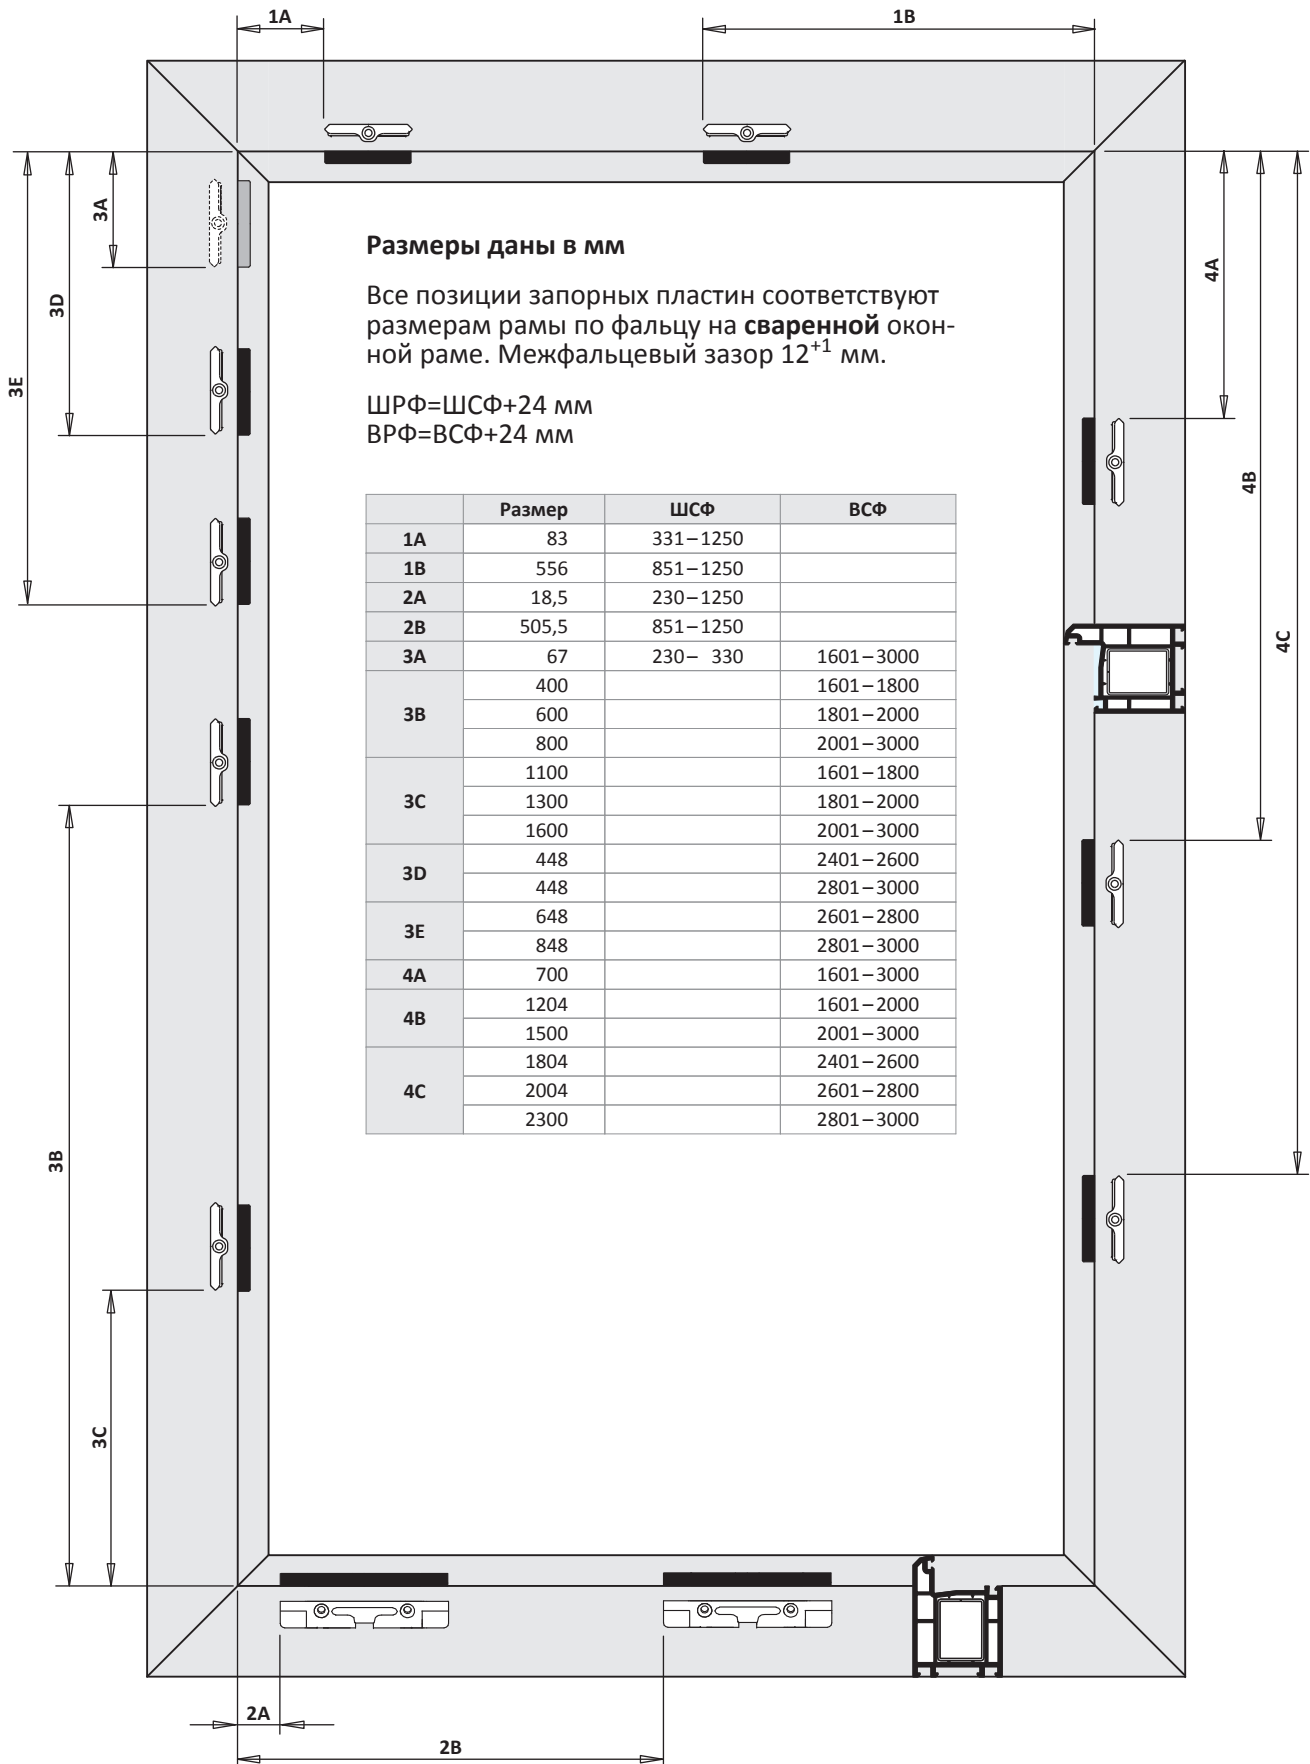 1A
1B
3A
3D
3E
4A
4B
4C
Размеры даны в мм
Все позиции запорных пластин соответствуют
размерам рамы по фальцу на сваренной окон-
ной раме. Межфальцевый зазор 12+1 мм.
ШРФ=ШСФ+24 мм
ВРФ=ВСФ+24 мм
Размер ШСФ ВСФ
1A 83 331–1250
1B 556 851–1250
2A 18,5 230–1250
2B 505,5 851–1250
3A 67 230– 330 1601–3000
3B 400 1601–1800
600 1801–2000
800 2001–3000
3C 1100 1601–1800
1300 1801–2000
1600 2001–3000
3D 448 2401–2600
448 2801–3000
3E 648 2601–2800
848 2801–3000
4A 700 1601–3000
4B 1204 1601–2000
1500 2001–3000
4C 1804 2401–2600
2004 2601–2800
2300 2801–3000
3B
3C
2A
2B